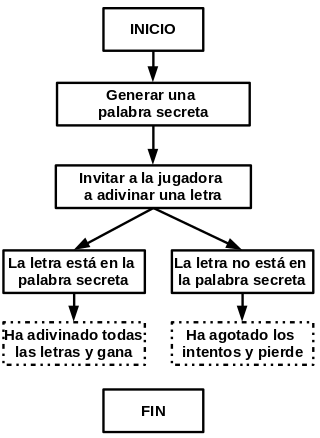 INICIO
Generar una
palabra secreta
Invitar a la jugadora
a adivinar una letra
La letra está en la
palabra secreta
La letra no está en
la palabra secreta
Ha adivinado todas
las letras y gana
Ha agotado los
intentos y pierde
FIN